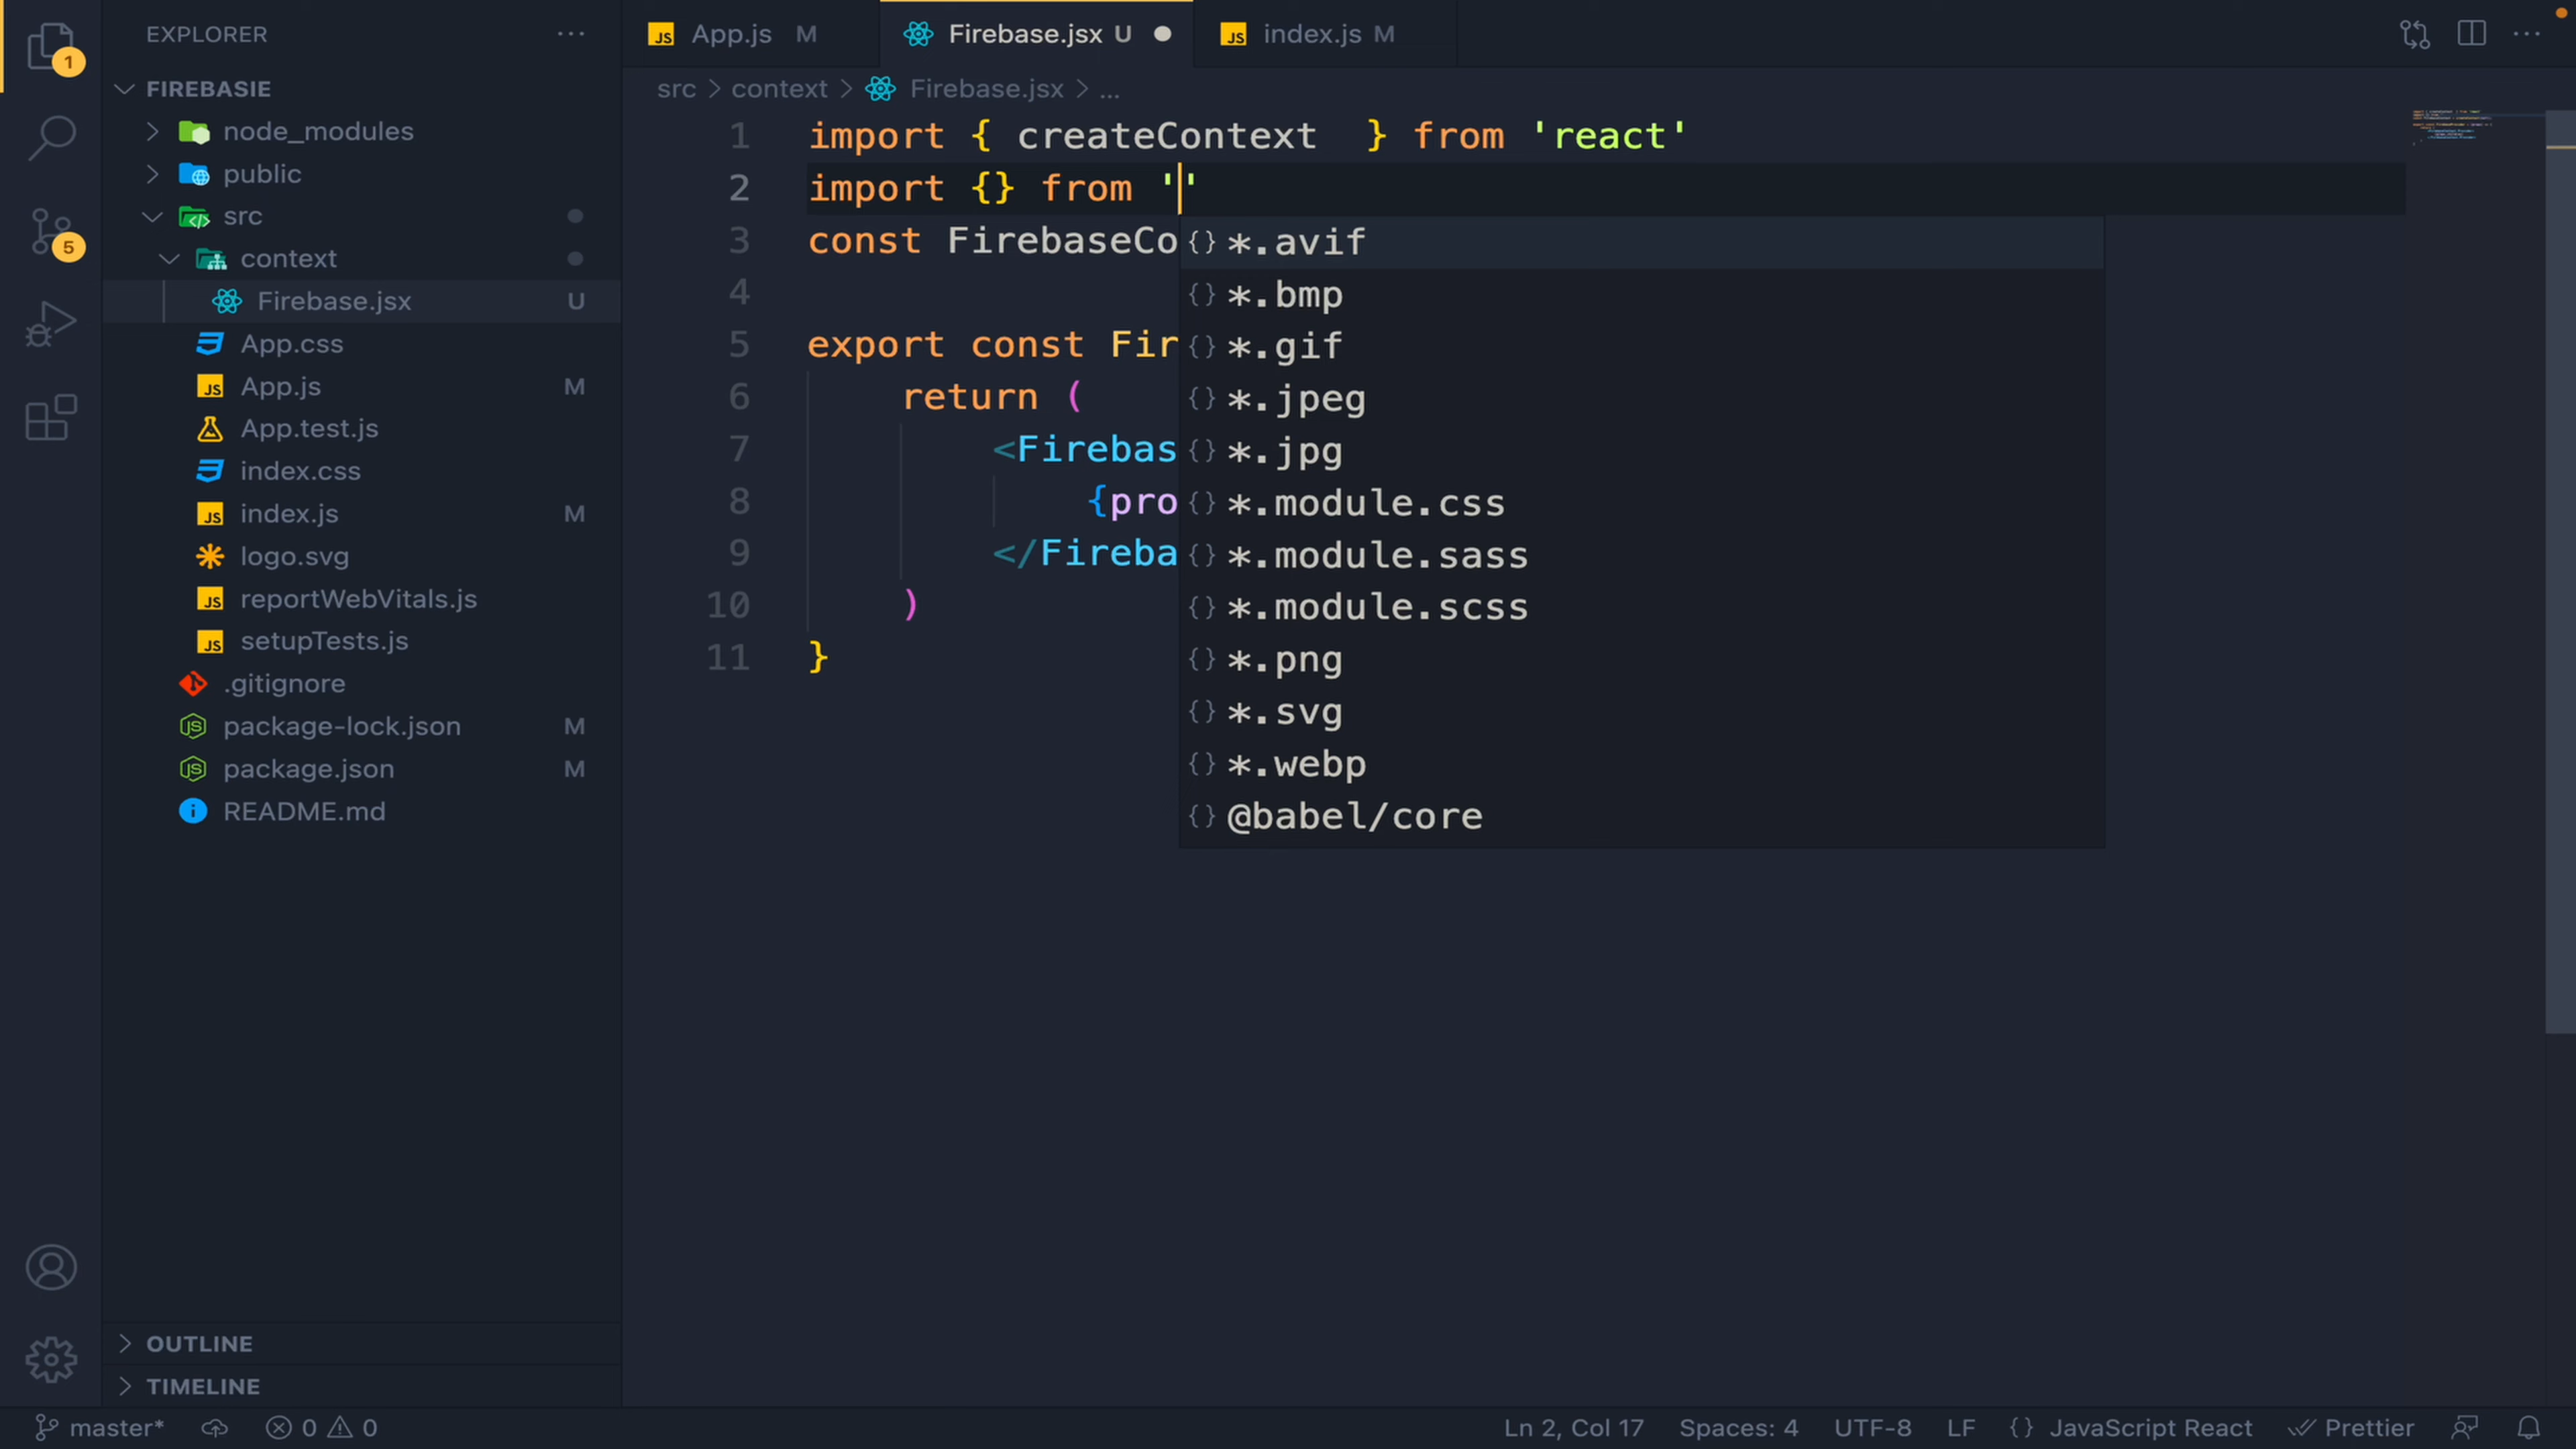 EXPLORER
FIREBASIE
node_modules
public
src
context
Firebase.jsx U
App.css
App.js M
App.test.js
index.css
index.js M
logo.svg
reportWebVitals.js
setupTests.js
.gitignore
package-lock.json M
package.json M
README.md
OUTLINE
TIMELINE
1
5
App.js M
Firebase.jsx U
index.js M
src > context > Firebase.jsx > ...
1 import { createContext  } from 'react'
2 import {} from ''
3 const FirebaseCo
4
5 export const Fir
6 return (
7 <Firebas
8 {pro
9 </Fireba
10 )
11 }
{} *.avif
{} *.bmp
{} *.gif
{} *.jpeg
{} *.jpg
{} *.module.css
{} *.module.sass
{} *.module.scss
{} *.png
{} *.svg
{} *.webp
{} @babel/core
master* 0 0 Ln 2, Col 17 Spaces: 4 UTF-8 LF {} JavaScript React Prettier